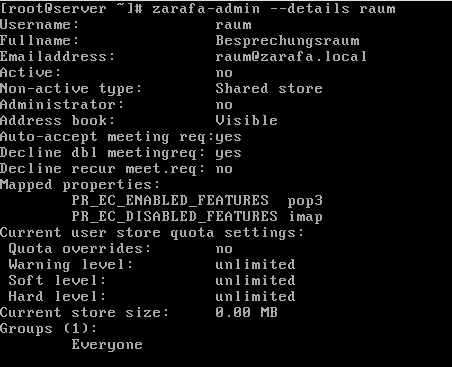 [root@server ~]# zarafa-admin --details raum
Username:               raum
Fullname:               Besprechungsraum
Emailaddress:           raum@zarafa.local
Active:                 no
Non-active type:        Shared store
Administrator:          no
Address book:           Visible
Auto-accept meeting req:yes
Decline dbl meetingreq: yes
Decline recur meet.req: no
Mapped properties:
        PR_EC_ENABLED_FEATURES  pop3
        PR_EC_DISABLED_FEATURES imap
Current user store quota settings:
 Quota overrides:       no
 Warning level:         unlimited
 Soft level:            unlimited
 Hard level:            unlimited
Current store size:     0.00 MB
Groups (1):
        Everyone